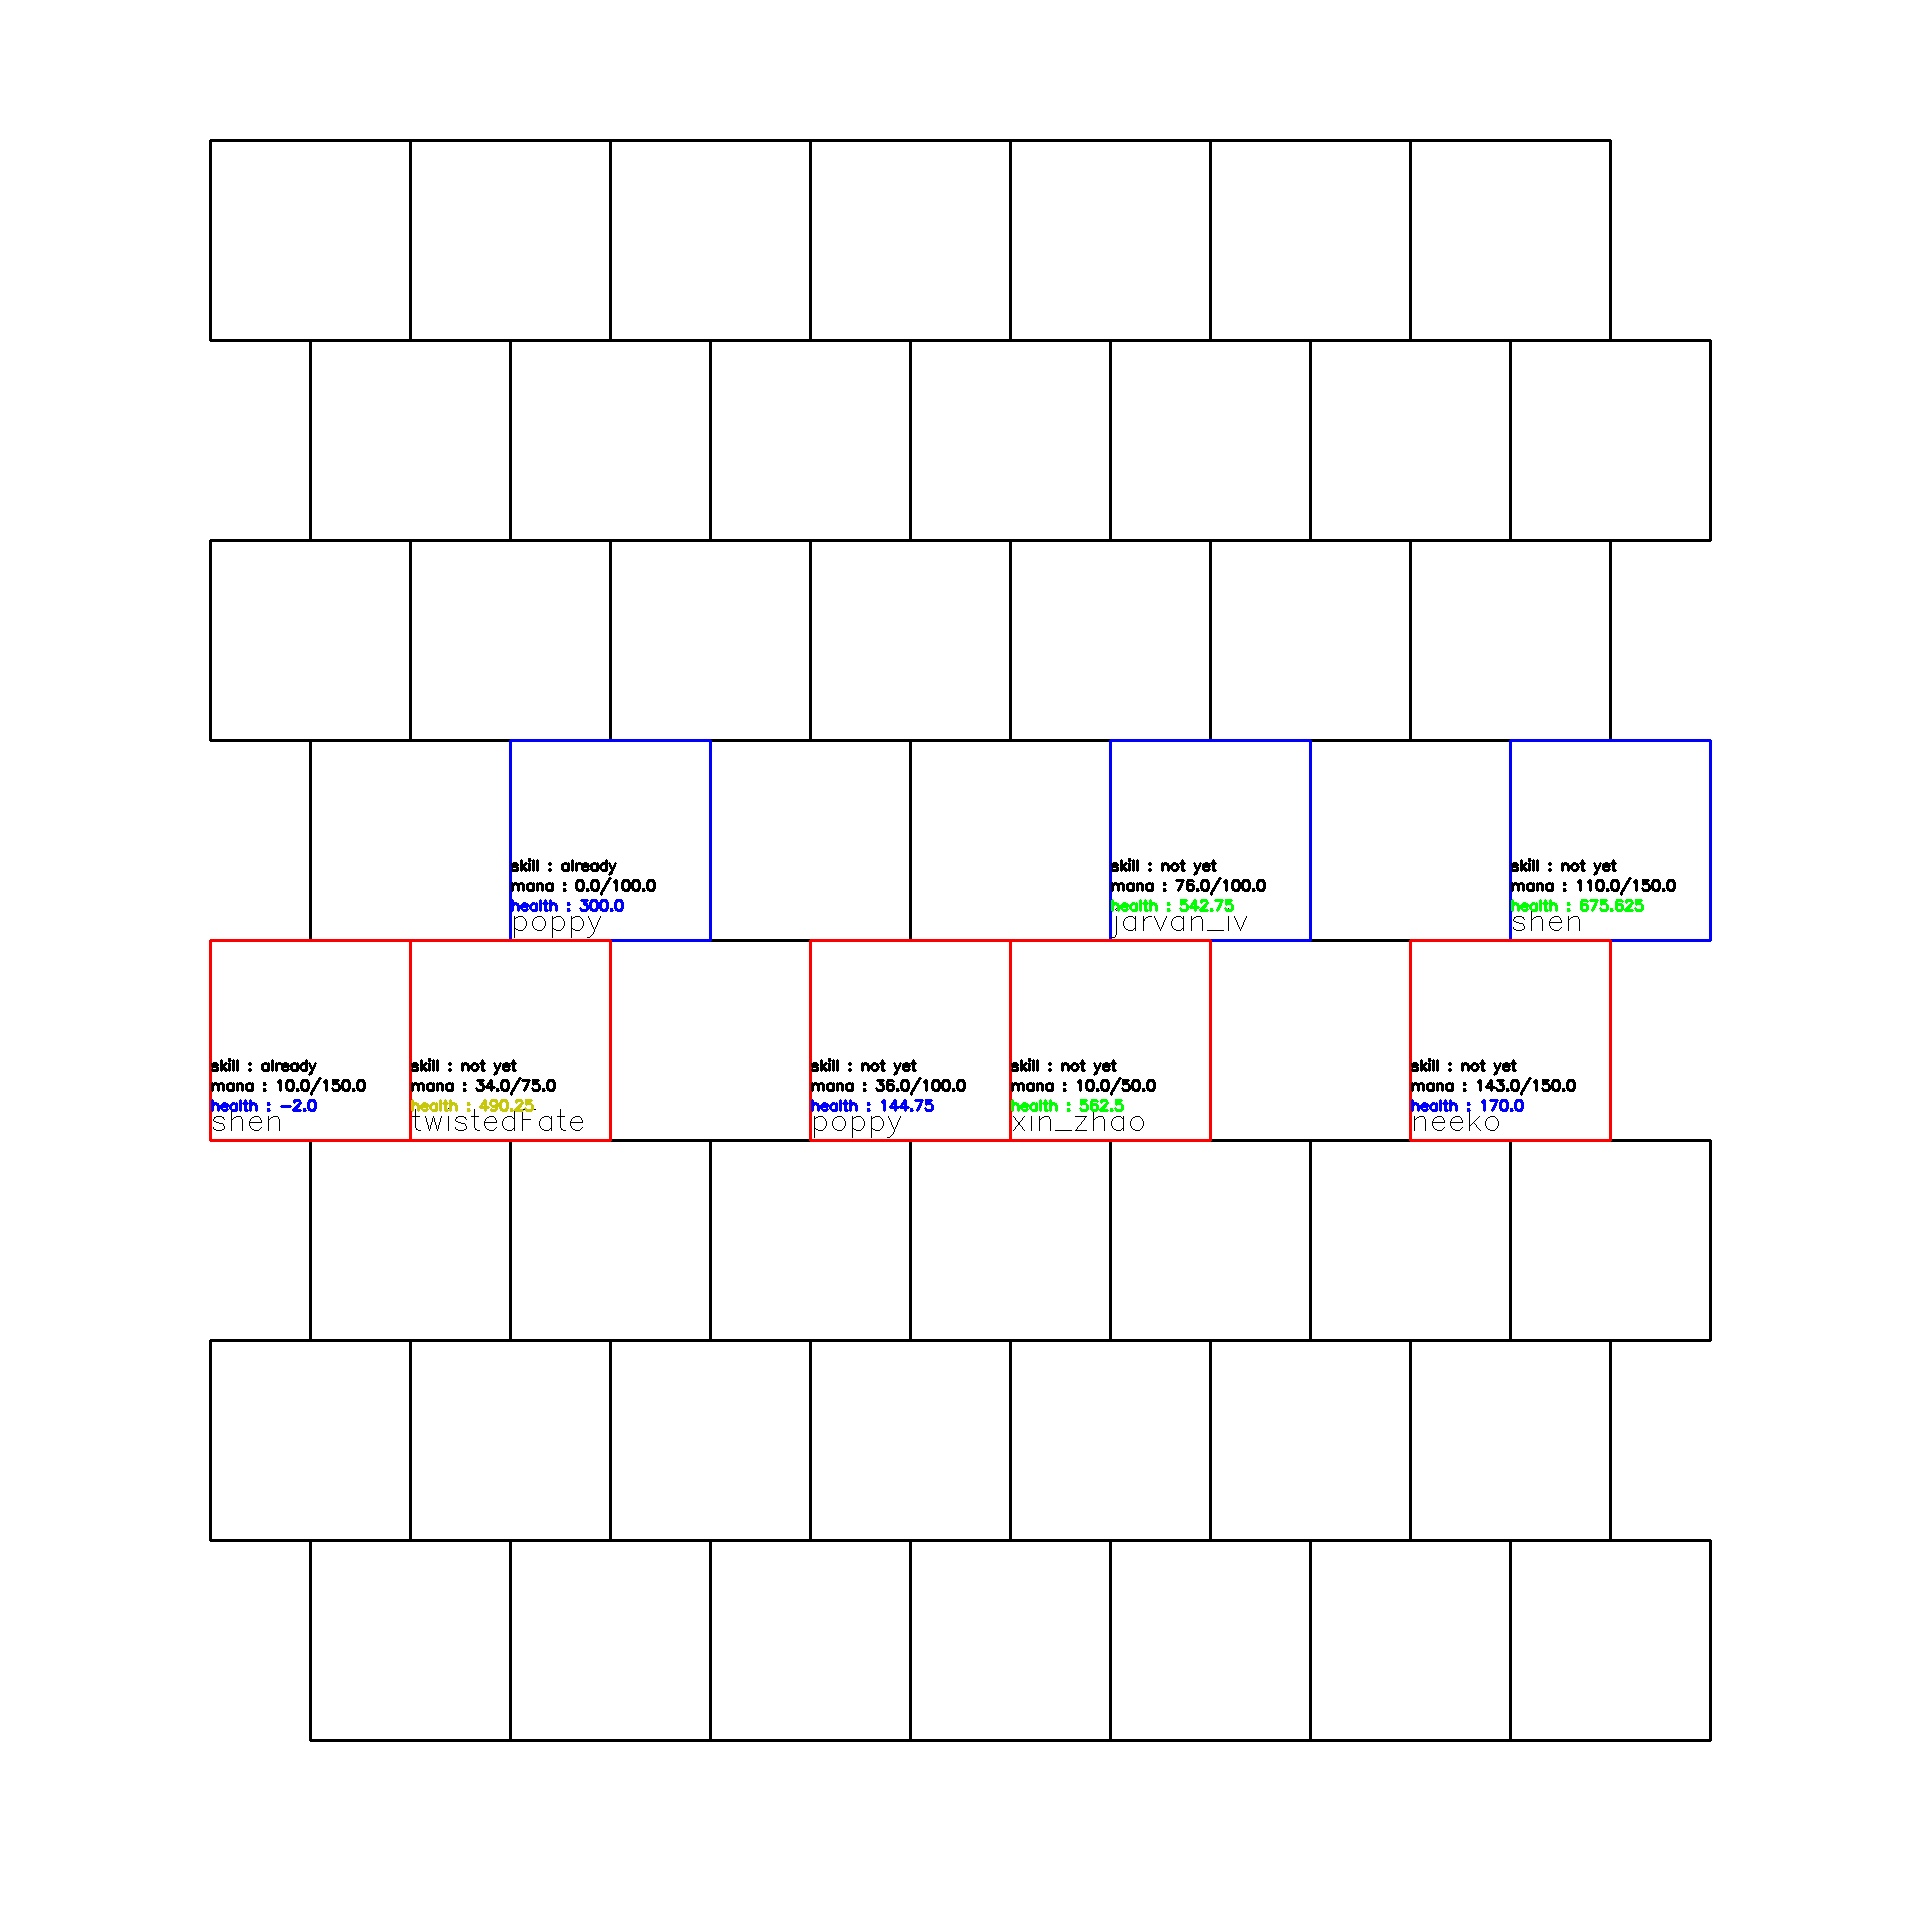 skill : already
mana : 0.0/100.0
health : 300.0
poppy
skill : not yet
mana : 76.0/100.0
health : 542.75
jarvan_iv
skill : not yet
mana : 110.0/150.0
health : 675.625
shen
skill : already
mana : 10.0/150.0
health : -2.0
shen
skill : not yet
mana : 34.0/75.0
health : 490.25
twistedFate
skill : not yet
mana : 36.0/100.0
health : 144.75
poppy
skill : not yet
mana : 10.0/50.0
health : 562.5
xin_zhao
skill : not yet
mana : 143.0/150.0
health : 170.0
neeko